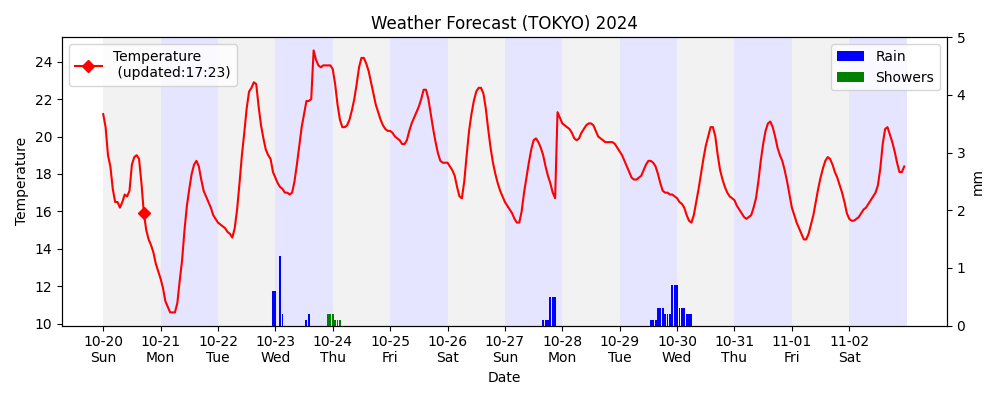 Weather Forecast (TOKYO) 2024
Temperature
(updated:17:23)
Rain
Showers
Temperature
24
22
20
18
16
14
12
10
5
4
3
2
1
0
mm
10-20 10-21 10-22 10-23 10-24 10-25 10-26 10-27 10-28 10-29 10-30 10-31 11-01 11-02
Sun Mon Tue Wed Thu Fri Sat Sun Mon Tue Wed Thu Fri Sat
Date